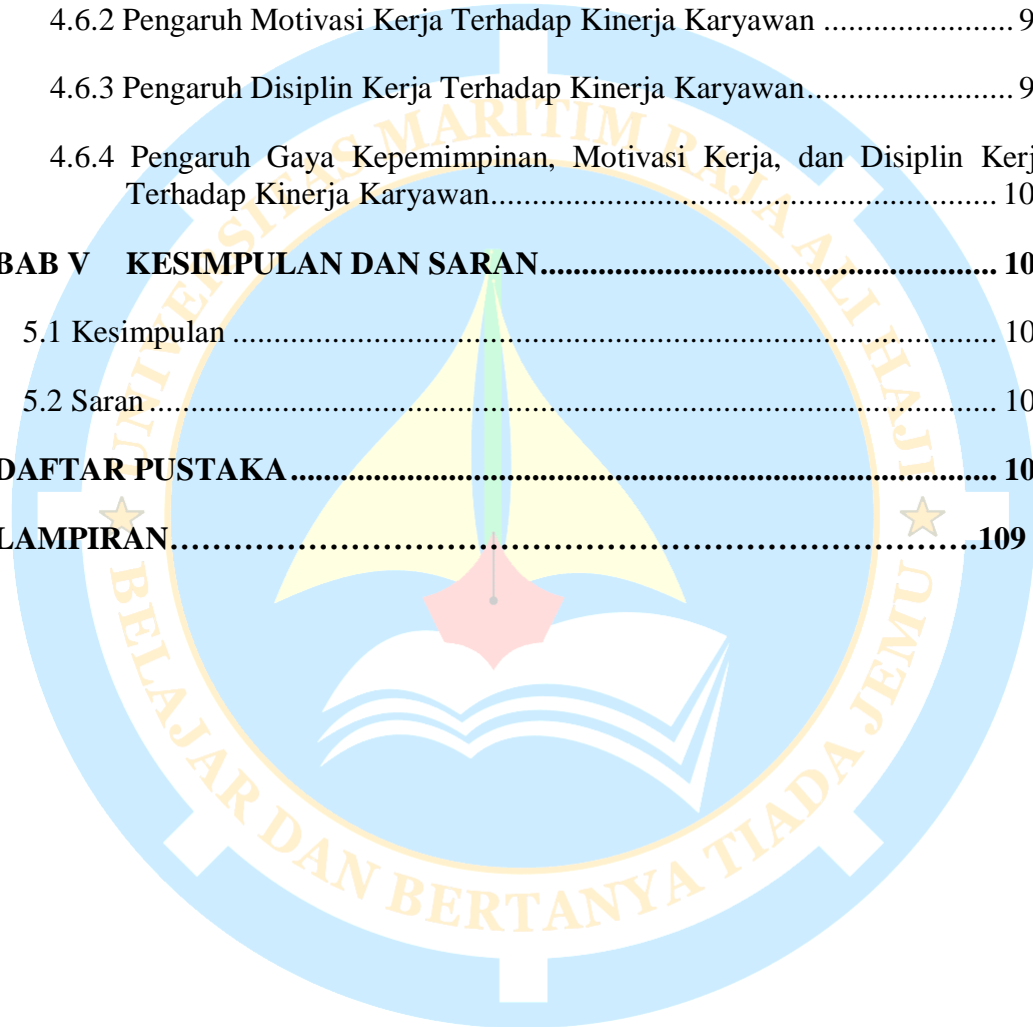 4.6.2 Pengaruh Motivasi Kerja Terhadap Kinerja Karyawan ....................... 9
4.6.3 Pengaruh Disiplin Kerja Terhadap Kinerja Karyawan......................... 9
4.6.4 Pengaruh Gaya Kepemimpinan, Motivasi Kerja, dan Disiplin Kerj
Terhadap Kinerja Karyawan............................................................. 10
BAB V KESIMPULAN DAN SARAN....................................................... 10
5.1 Kesimpulan ............................................................................................ 10
5.2 Saran ...................................................................................................... 10
DAFTAR PUSTAKA ..................................................................................... 10
LAMPIRAN……………………………………………………………………….109
UNIVERSITAS MARITIM RAJA ALI HAJI
BELAJAR DAN BERTANYA TIADA JEMU